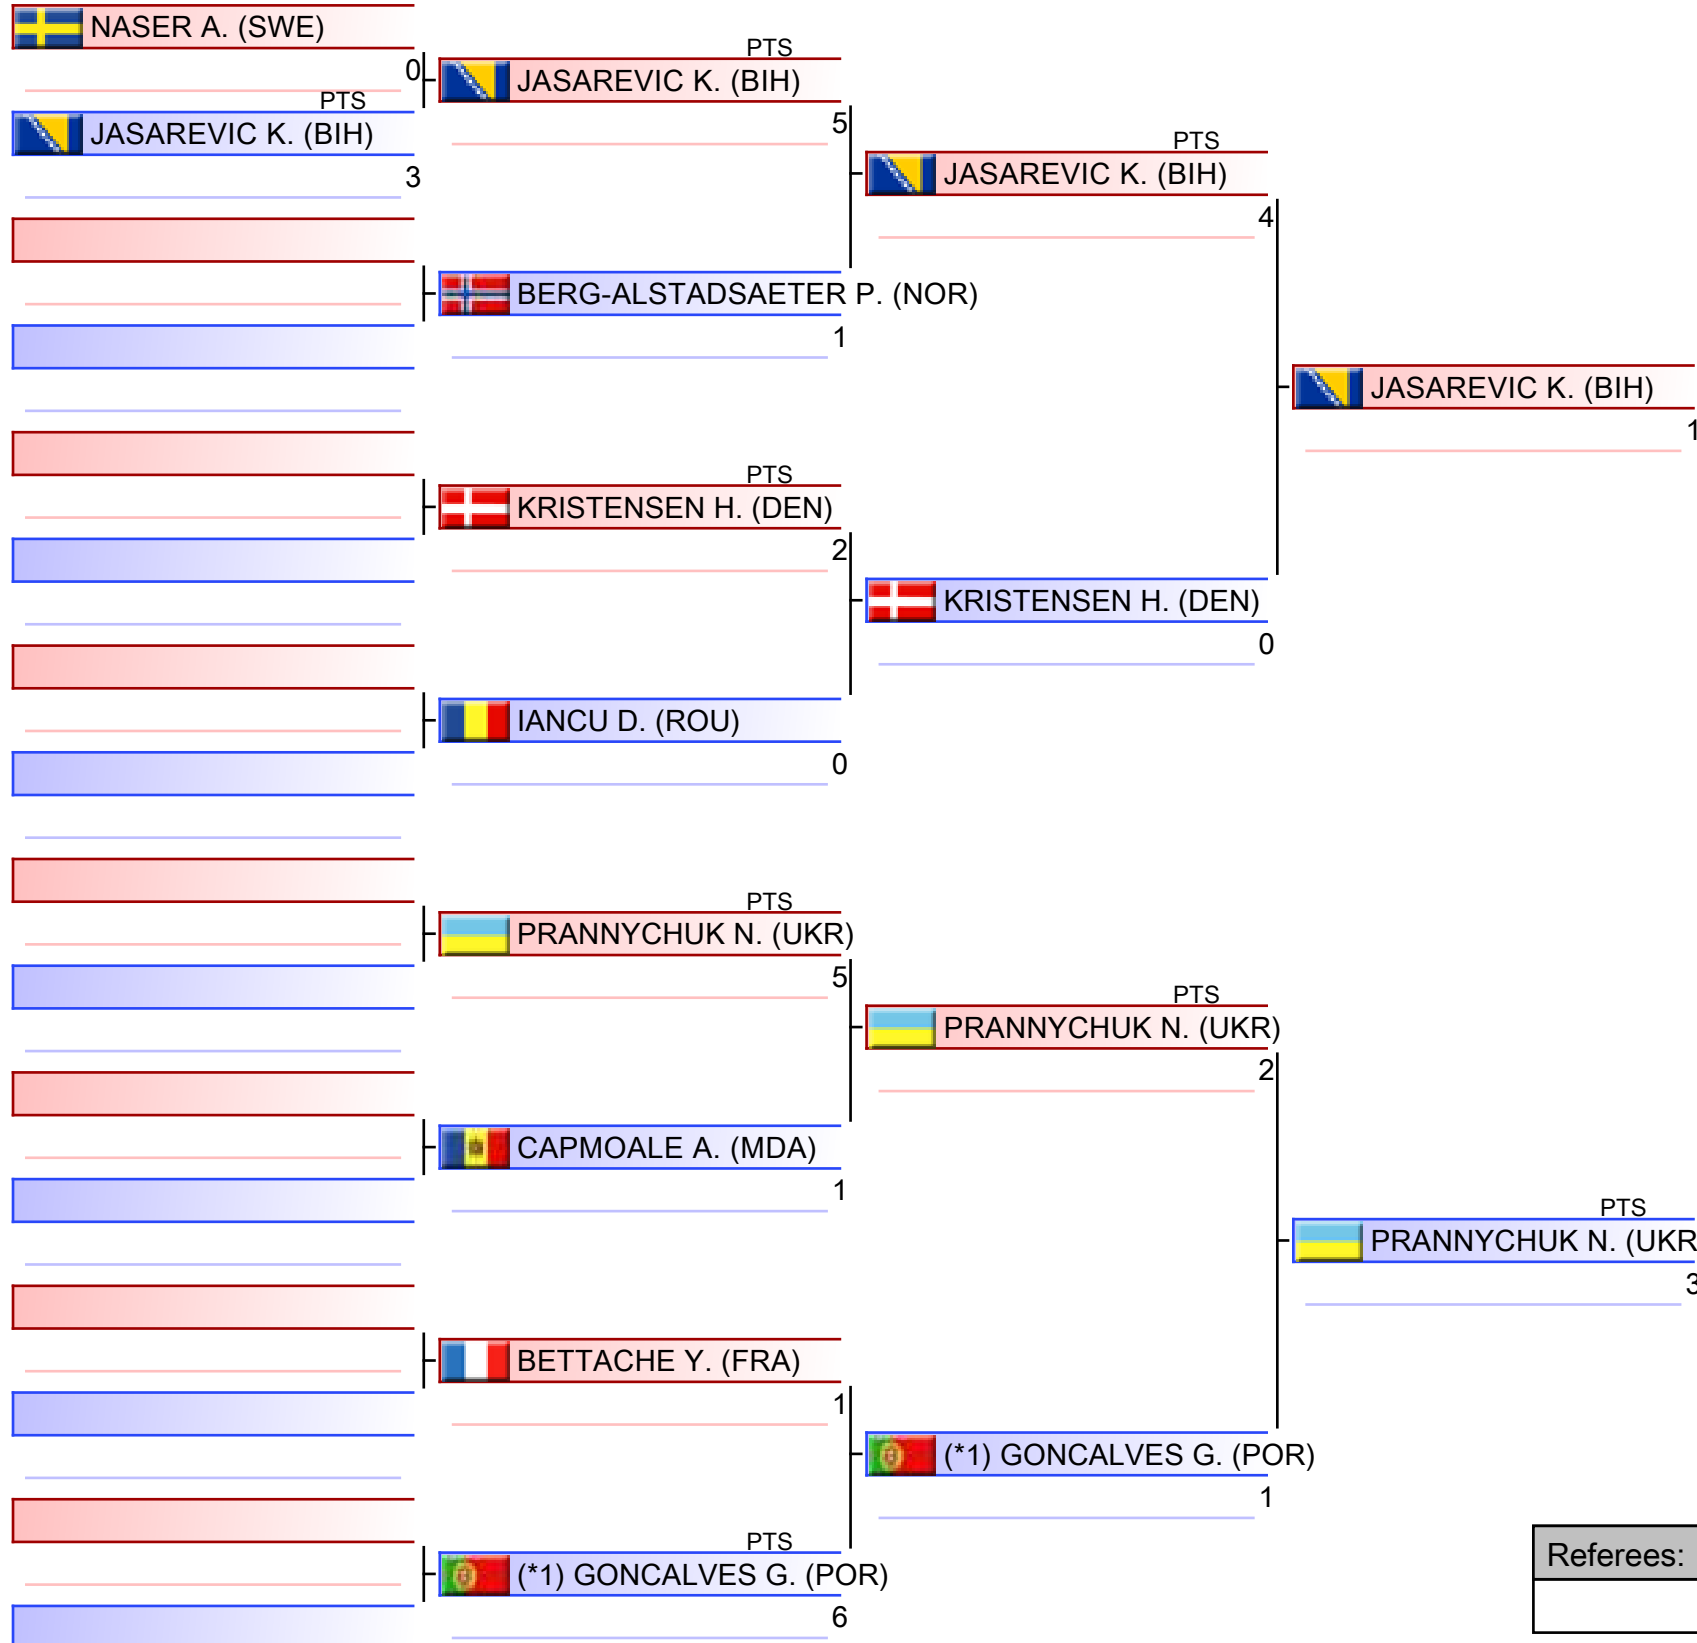 NASER A. (SWE)
0
PTS
JASAREVIC K. (BIH)
3
PTS
JASAREVIC K. (BIH)
5
BERG-ALSTADSAETER P. (NOR)
1
PTS
KRISTENSEN H. (DEN)
2
IANCU D. (ROU)
0
PTS
PRANNYCHUK N. (UKR)
5
CAPMOALE A. (MDA)
1
BETTACHE Y. (FRA)
1
PTS
(*1) GONCALVES G. (POR)
6
PTS
JASAREVIC K. (BIH)
4
KRISTENSEN H. (DEN)
0
PTS
PRANNYCHUK N. (UKR)
2
(*1) GONCALVES G. (POR)
1
JASAREVIC K. (BIH)
1
PTS
PRANNYCHUK N. (UKR
3
Referees: